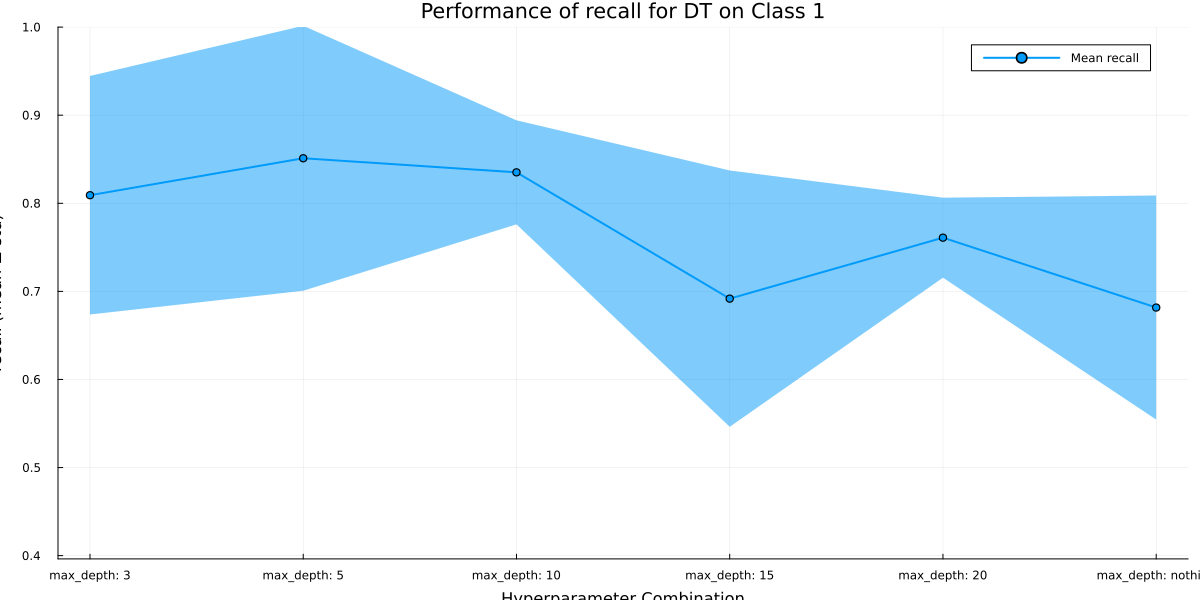 Performance of recall for DT on Class 1
Mean recall
1.0
0.9
0.8
0.7
0.6
0.5
0.4
max_depth: 3
max_depth: 5
max_depth: 10
max_depth: 15
max_depth: 20
max_depth: nothi
Hyperparameter Combination